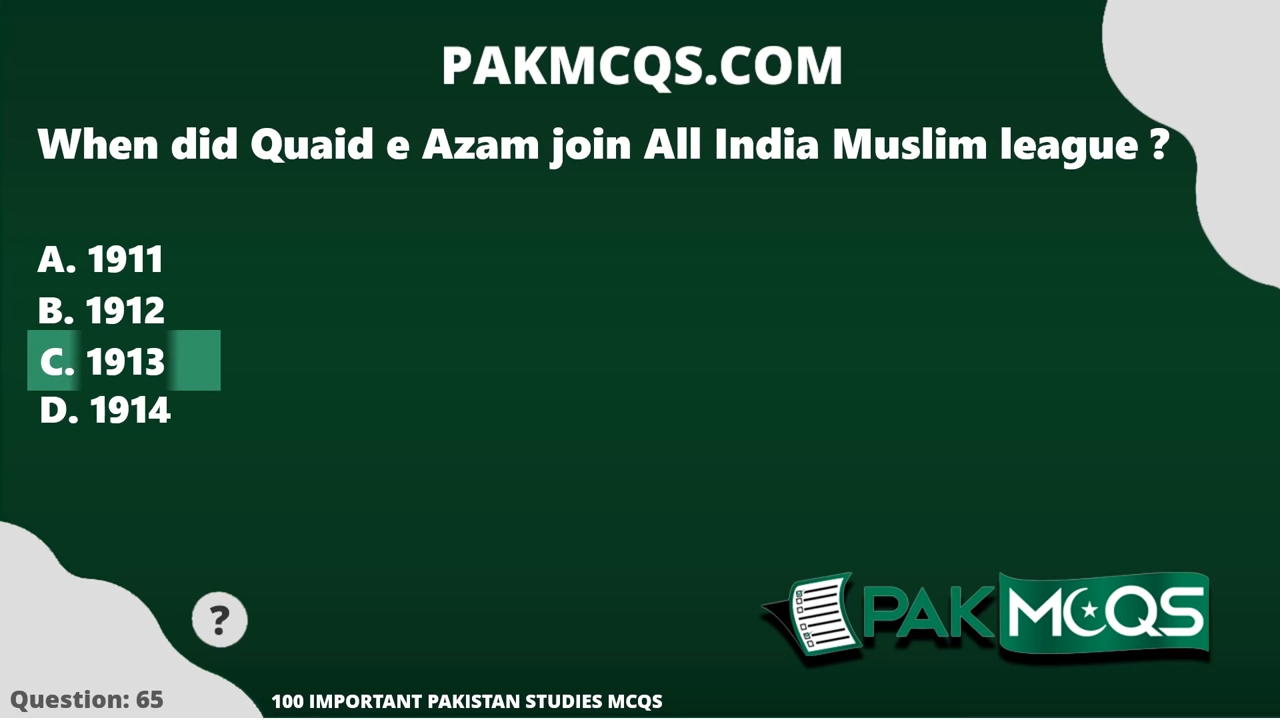 PAKMCQS.COM
When did Quaid e Azam join All India Muslim league ?
A. 1911
B. 1912
C. 1913
D. 1914
?
PAKMCQS
Question: 65
100 IMPORTANT PAKISTAN STUDIES MCQS